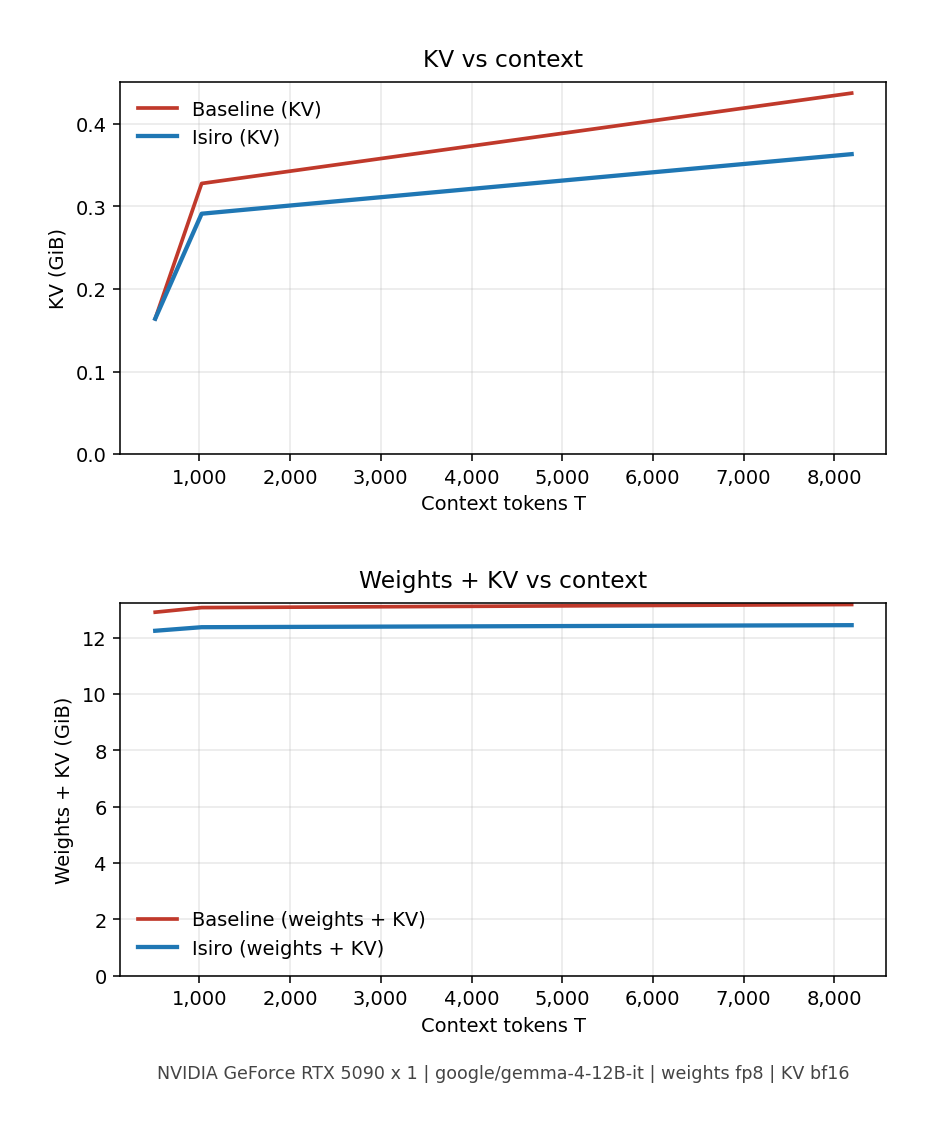 KV vs context
Baseline (KV)
Isiro (KV)
0.4
0.3
0.2
0.1
0.0
KV (GiB)
1,000 2,000 3,000 4,000 5,000 6,000 7,000 8,000
Context tokens T
Weights + KV vs context
12
10
8
6
4
2
0
Weights + KV (GiB)
Baseline (weights + KV)
Isiro (weights + KV)
1,000 2,000 3,000 4,000 5,000 6,000 7,000 8,000
Context tokens T
NVIDIA GeForce RTX 5090 x 1 | google/gemma-4-12B-it | weights fp8 | KV bf16